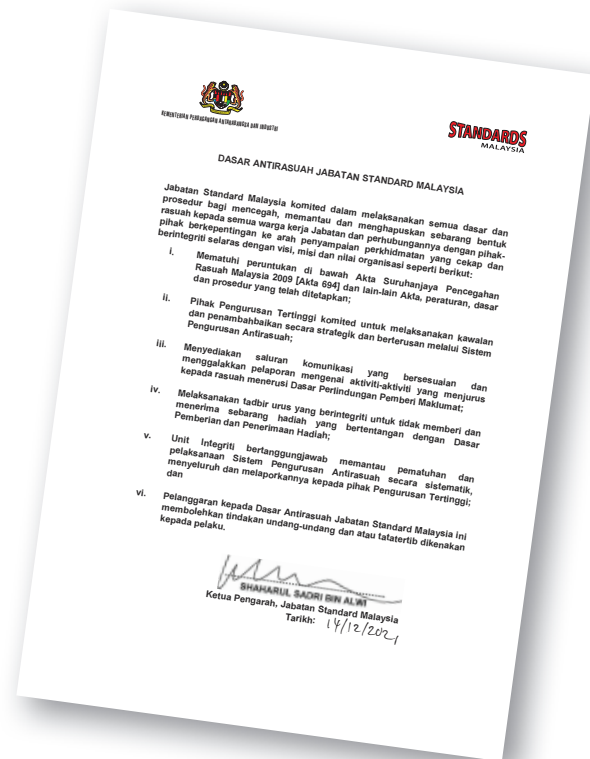 KEMENTERIAN PERDAGANGAN ANTARABANGSA DAN INDUSTRI
STANDARDS
MALAYSIA
DASAR ANTIRASUAH JABATAN STANDARD MALAYSIA
Jabatan Standard Malaysia komited dalam melaksanakan semua dasar dan
prosedur bagi mencegah, memantau dan menghapuskan sebarang bentuk
rasuah kepada semua warga kerja Jabatan dan perhubungannya dengan pihak-
pihak berkepentingan ke arah penyampaian perkhidmatan yang cekap dan
berintegriti selaras dengan visi, misi dan nilai organisasi seperti berikut:
i. Mematuhi peruntukan di bawah Akta Suruhanjaya Pencegahan
Rasuah Malaysia 2009 [Akta 694] dan lain-lain Akta, peraturan, dasar
dan prosedur yang telah ditetapkan;
ii. Pihak Pengurusan Tertinggi komited untuk melaksanakan kawalan
dan penambahbaikan secara strategik dan berterusan melalui Sistem
Pengurusan Antirasuah;
iii. Menyediakan saluran komunikasi yang bersesuaian dan
menggalakkan pelaporan mengenai aktiviti-aktiviti yang menjurus
kepada rasuah menerusi Dasar Perlindungan Pemberi Maklumat;
iv. Melaksanakan tadbir urus yang berintegriti untuk tidak memberi dan
menerima sebarang hadiah yang bertentangan dengan Dasar
Pemberian dan Penerimaan Hadiah;
v. Unit Integriti bertanggungjawab memantau pematuhan dan
pelaksanaan Sistem Pengurusan Antirasuah secara sistematik,
menyeluruh dan melaporkannya kepada pihak Pengurusan Tertinggi;
dan
vi. Pelanggaran kepada Dasar Antirasuah Jabatan Standard Malaysia ini
membolehkan tindakan undang-undang dan atau tatatertib dikenakan
kepada pelaku.
SHAHARUL SADRI BIN ALWI
Ketua Pengarah, Jabatan Standard Malaysia
Tarikh: 14/12/2021